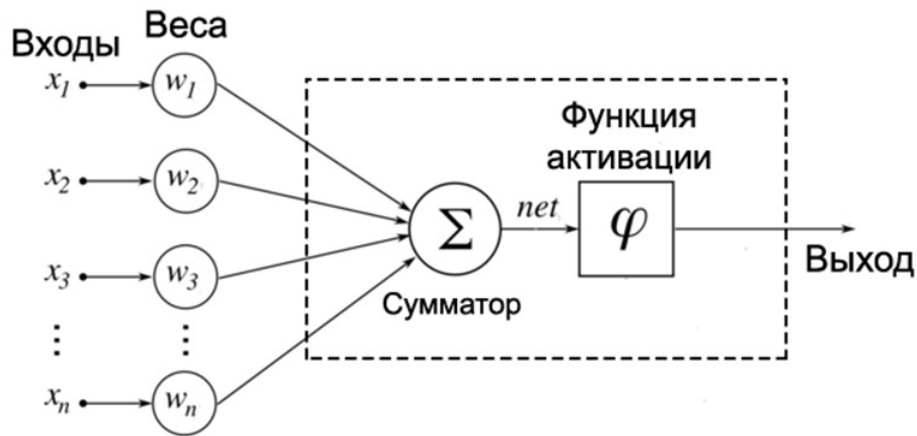 Входы
Веса
x1
w1
x2
w2
x3
w3
⋮
⋮
xn
wn
Σ
Сумматор
net
Функция
активации
φ
Выход